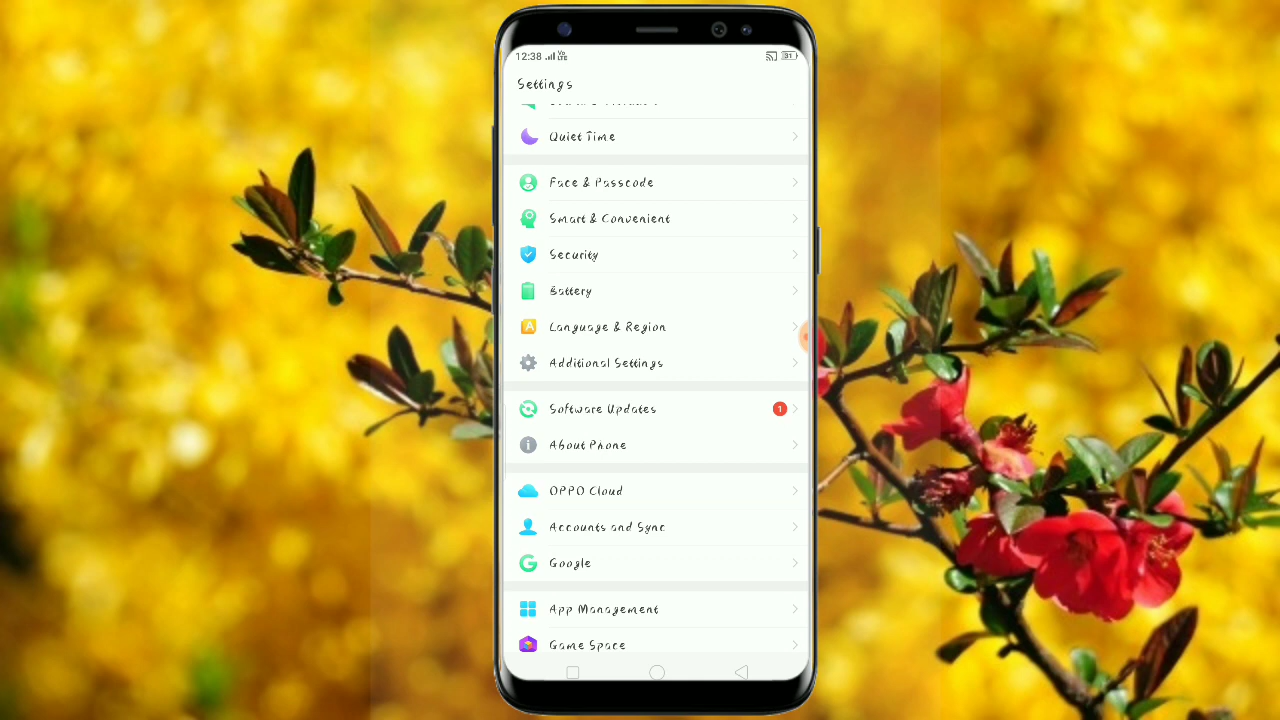 12:38
Settings
Quiet Time
Face & Passcode
Smart & Convenient
Security
Battery
Language & Region
Additional Settings
Software Updates 1
About Phone
OPPO Cloud
Accounts and Sync
Google
App Management
Game Space